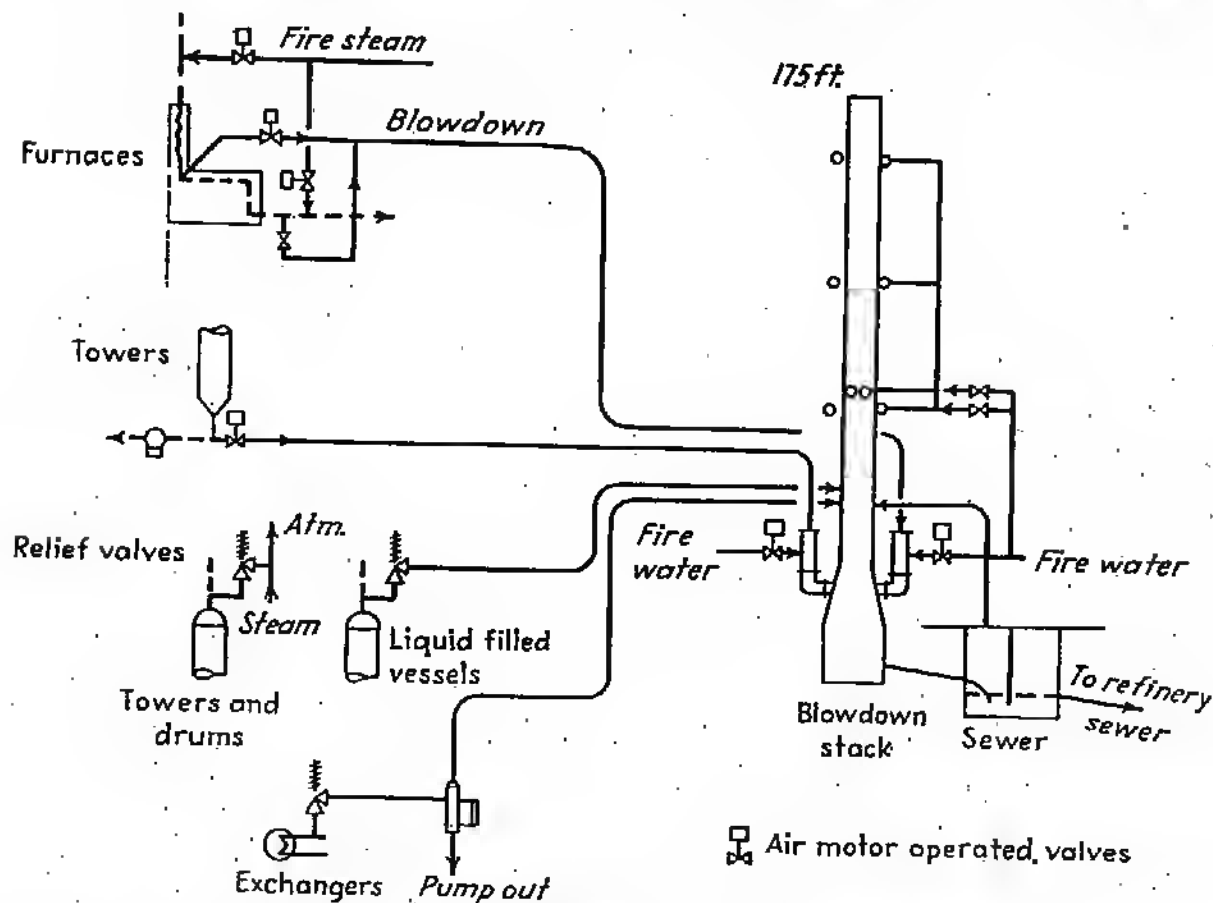 Fire steam
175 ft.
Blowdown
Furnaces
Towers
Atm.
Relief valves
Fire
water
Fire water
Steam
Liquid filled
vessels
Towers and
drums
Blowdown
stack
Sewer
To refinery
sewer
Exchangers
Pump out
Air motor operated. valves